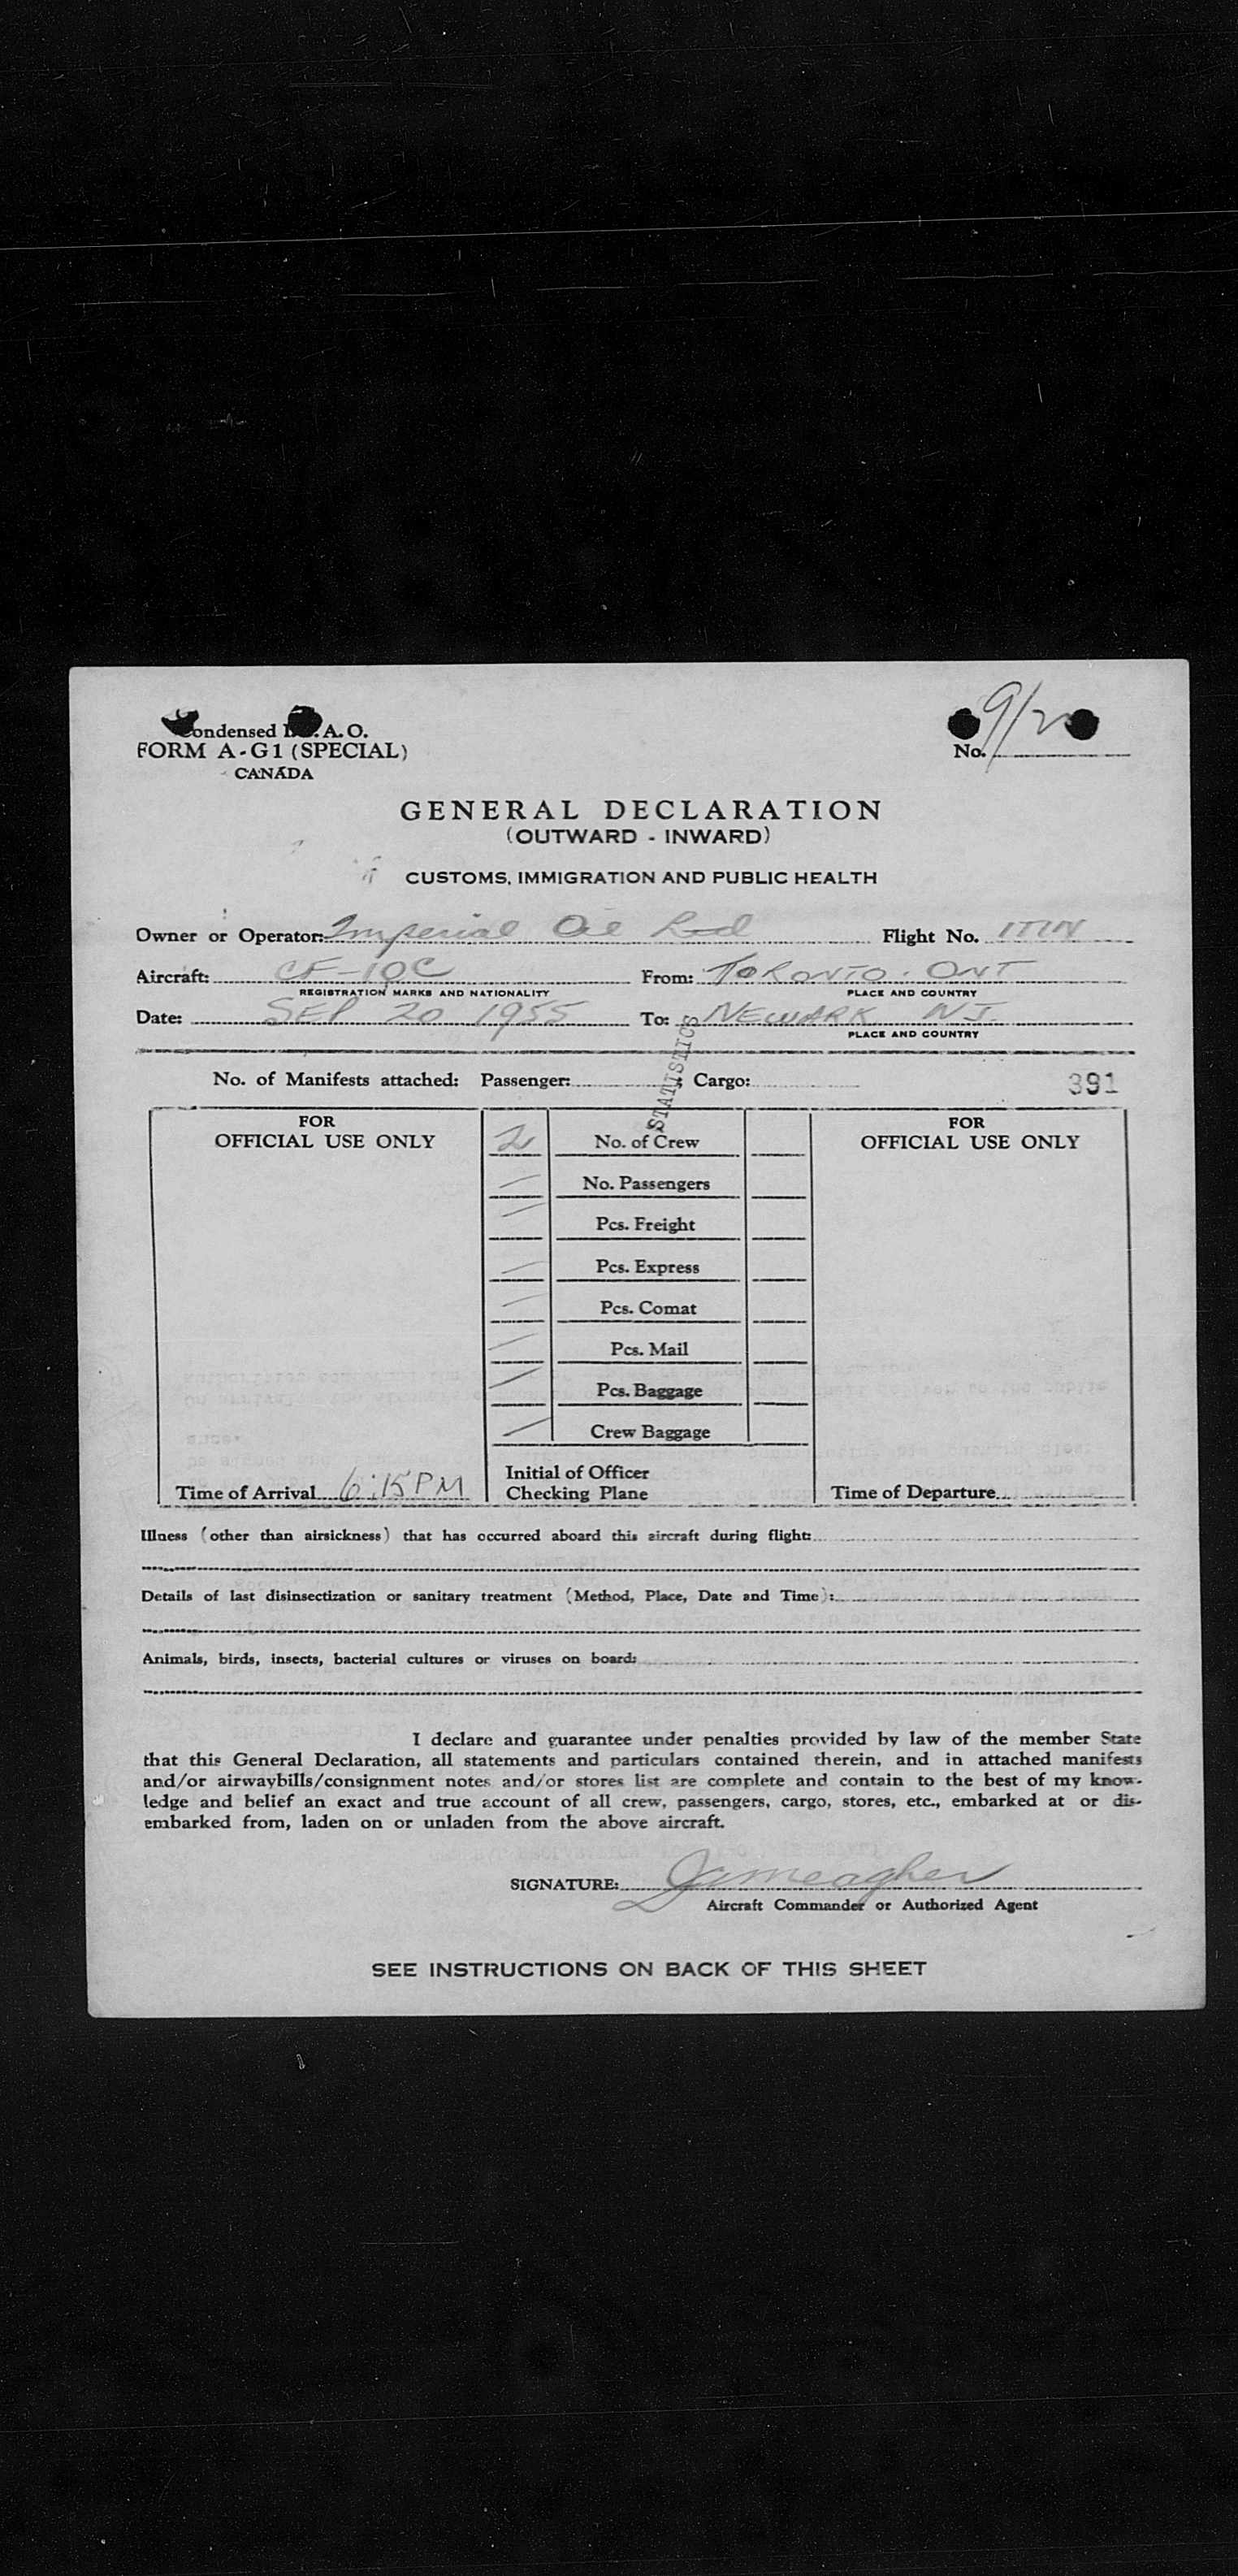 Condensed I.C.A.O.
FORM A-G1 (SPECIAL)
CANADA
No. 9/20
GENERAL DECLARATION
(OUTWARD - INWARD)
CUSTOMS, IMMIGRATION AND PUBLIC HEALTH
Owner or Operator: Imperial Oil Ltd Flight No. ITIN
Aircraft: CF-IOC From: TORONTO. ONT
REGISTRATION MARKS AND NATIONALITY PLACE AND COUNTRY
Date: SEP 20 1955 To: NEWARK NJ.
PLACE AND COUNTRY
STATISTICS
No. of Manifests attached: Passenger: ; Cargo: 391
FOR
OFFICIAL USE ONLY
2 No. of Crew
No. Passengers
Pcs. Freight
Pcs. Express
Pcs. Comat
Pcs. Mail
Pcs. Baggage
Crew Baggage
Time of Arrival 6:15 PM
Initial of Officer
Checking Plane
FOR
OFFICIAL USE ONLY
Time of Departure
Illness (other than airsickness) that has occurred aboard this aircraft during flight:
Details of last disinsectization or sanitary treatment (Method, Place, Date and Time):
Animals, birds, insects, bacterial cultures or viruses on board:
I declare and guarantee under penalties provided by law of the member State
that this General Declaration, all statements and particulars contained therein, and in attached manifests
and/or airwaybills/consignment notes and/or stores list are complete and contain to the best of my know-
ledge and belief an exact and true account of all crew, passengers, cargo, stores, etc., embarked at or dis-
embarked from, laden on or unladen from the above aircraft.
SIGNATURE: Jameagher
Aircraft Commander or Authorized Agent
SEE INSTRUCTIONS ON BACK OF THIS SHEET